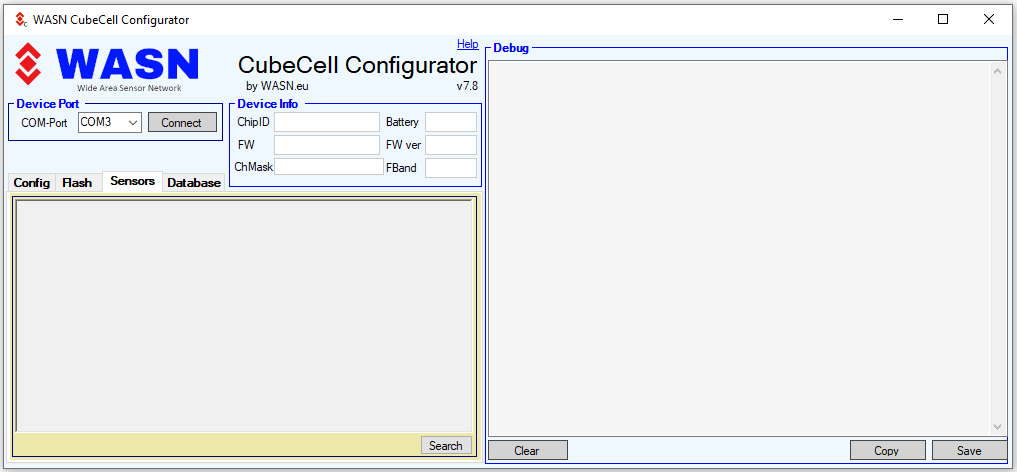 WASN CubeCell Configurator
WASN
Wide Area Sensor Network
Help
CubeCell Configurator
by WASN.eu
v7.8
Device Port
COM-Port
COM3
Connect
Device Info
ChipID
Battery
FW
FW ver
ChMask
FBand
Config
Flash
Sensors
Database
Search
Debug
Clear
Copy
Save